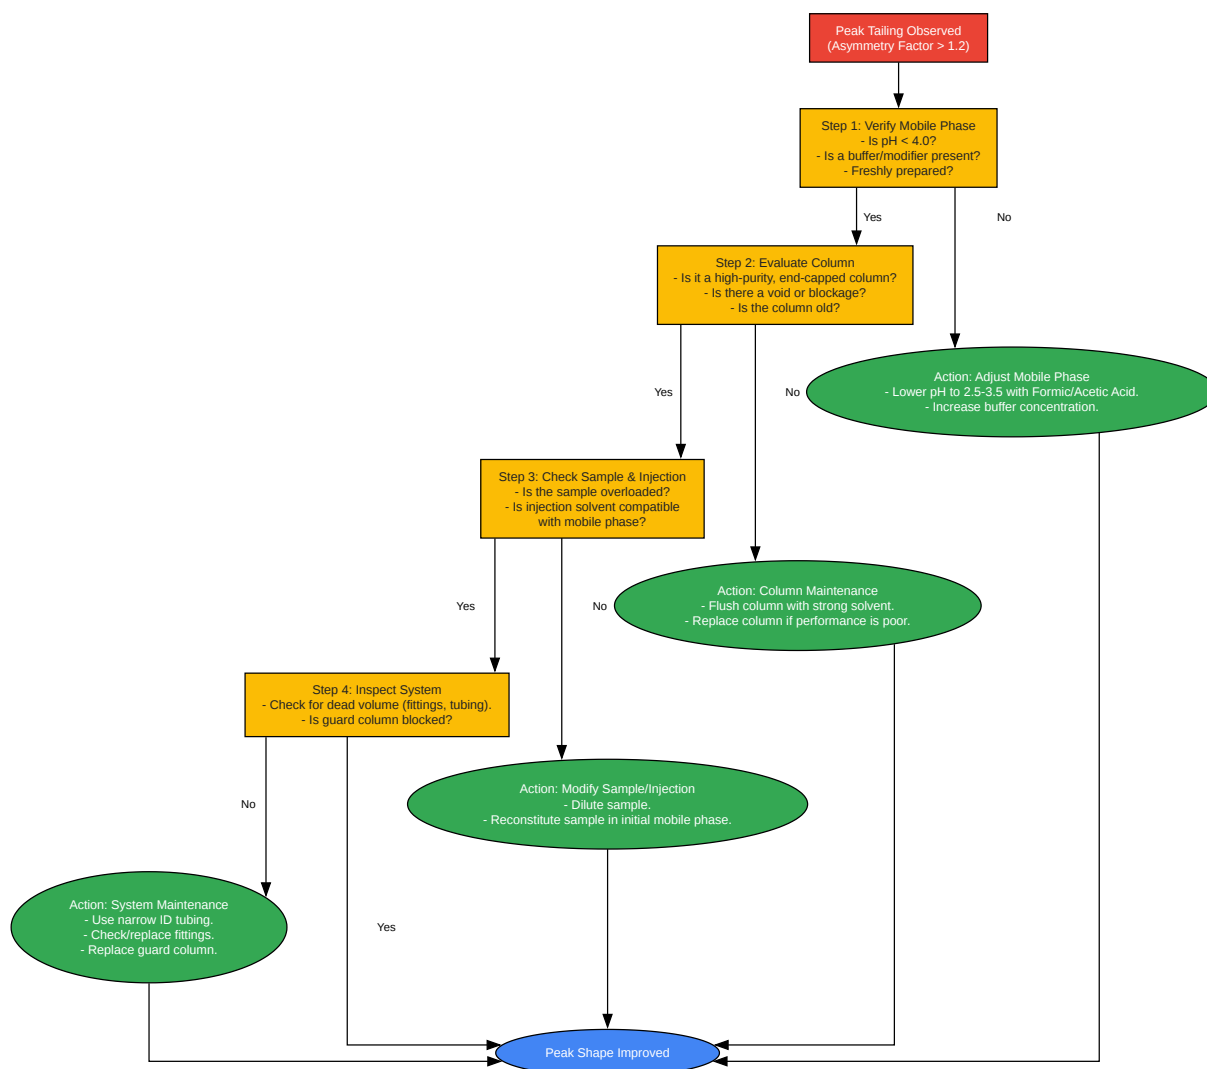 Peak Tailing Observed
(Asymmetry Factor > 1.2)
Step 1: Verify Mobile Phase
- Is pH < 4.0?
- Is a buffer/modifier present?
- Freshly prepared?
Yes
No
Step 2: Evaluate Column
- Is it a high-purity, end-capped column?
- Is there a void or blockage?
- Is the column old?
Yes
No
Action: Adjust Mobile Phase
- Lower pH to 2.5-3.5 with Formic/Acetic Acid.
- Increase buffer concentration.
Step 3: Check Sample & Injection
- Is the sample overloaded?
- Is injection solvent compatible
with mobile phase?
Yes
No
Action: Column Maintenance
- Flush column with strong solvent.
- Replace column if performance is poor.
Step 4: Inspect System
- Check for dead volume (fittings, tubing).
- Is guard column blocked?
No
Yes
Action: Modify Sample/Injection
- Dilute sample.
- Reconstitute sample in initial mobile phase.
Action: System Maintenance
- Use narrow ID tubing.
- Check/replace fittings.
- Replace guard column.
Peak Shape Improved